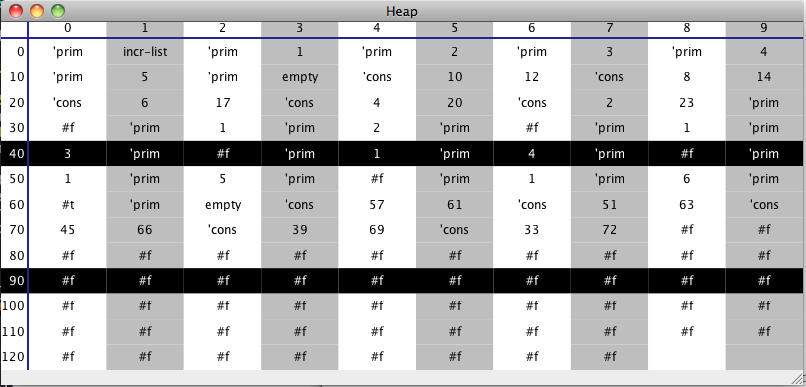 Heap
0 1 2 3 4 5 6 7 8 9
0 'prim incr-list 'prim 1 'prim 2 'prim 3 'prim 4
10 'prim 5 'prim empty 'cons 10 12 'cons 8 14
20 'cons 6 17 'cons 4 20 'cons 2 23 'prim
30 #f 'prim 1 'prim 2 'prim #f 'prim 1 'prim
40 3 'prim #f 'prim 1 'prim 4 'prim #f 'prim
50 1 'prim 5 'prim #f 'prim 1 'prim 6 'prim
60 #t 'prim empty 'cons 57 61 'cons 51 63 'cons
70 45 66 'cons 39 69 'cons 33 72 #f #f
80 #f #f #f #f #f #f #f #f #f #f
90 #f #f #f #f #f #f #f #f #f #f
100 #f #f #f #f #f #f #f #f #f #f
110 #f #f #f #f #f #f #f #f #f #f
120 #f #f #f #f #f #f #f #f